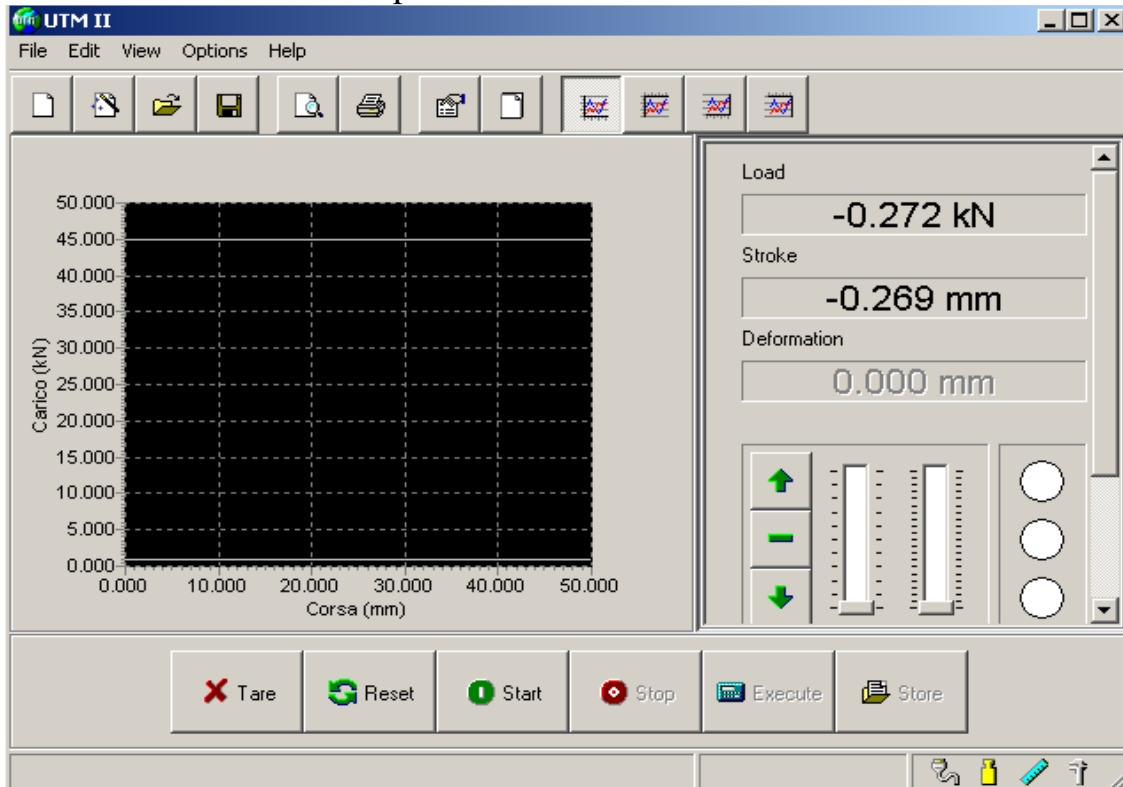 UTM II
File Edit View Options Help
Load
-0.272 kN
Stroke
-0.269 mm
Deformation
0.000 mm
Carico (kN)
50.000
45.000
40.000
35.000
30.000
25.000
20.000
15.000
10.000
5.000
0.000
0.000 10.000 20.000 30.000 40.000 50.000
Corsa (mm)
Tare Reset Start Stop Execute Store